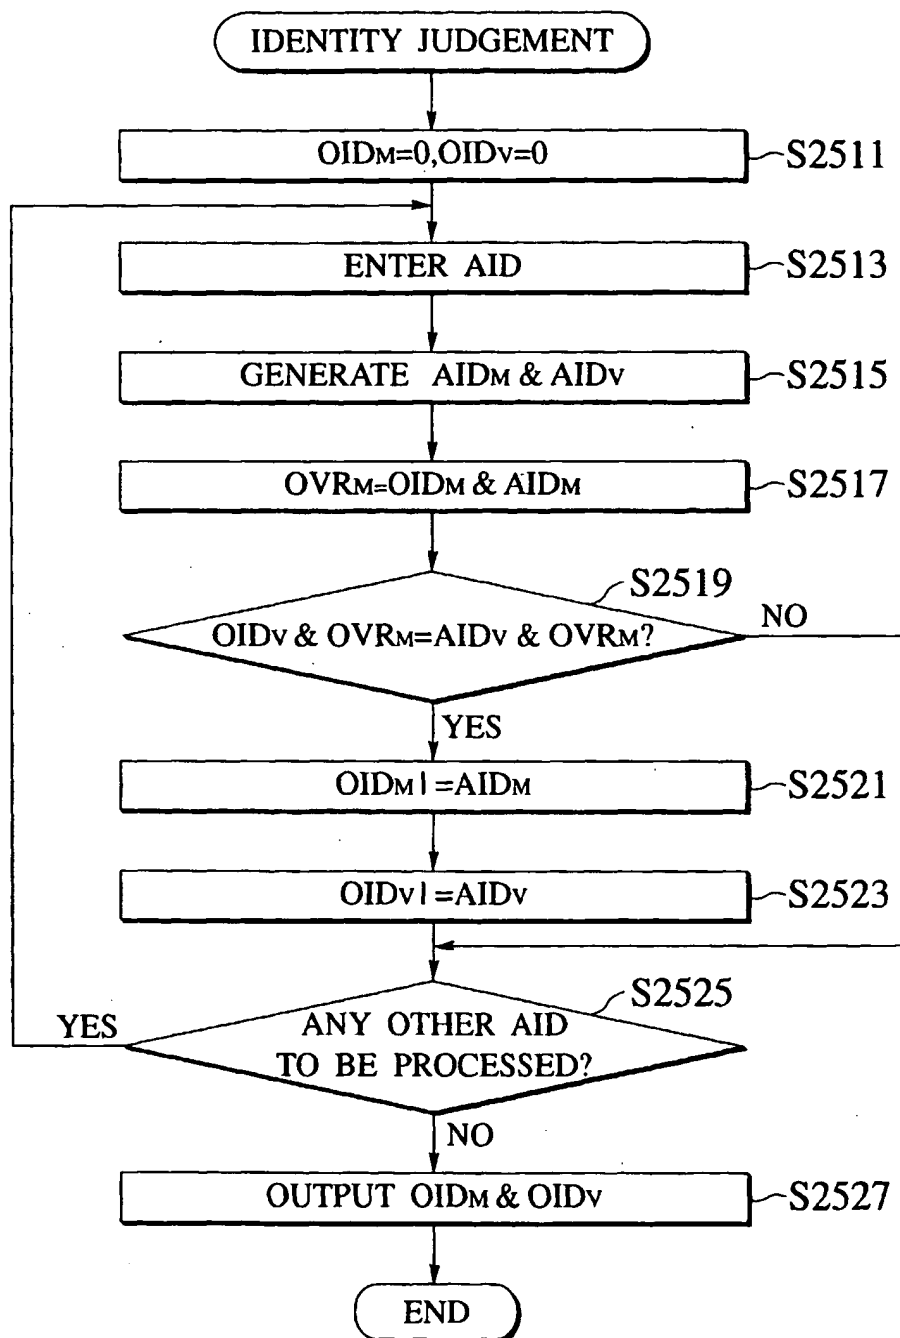 IDENTITY JUDGEMENT
OIDM=0,OIDV=0
S2511
ENTER AID
S2513
GENERATE AIDM & AIDV
S2515
OVRM=OIDM & AIDM
S2517
S2519
OIDV & OVRM=AIDV & OVRM?
NO
YES
OIDM|=AIDM
S2521
OIDV|=AIDV
S2523
S2525
YES
ANY OTHER AID
TO BE PROCESSED?
NO
OUTPUT OIDM & OIDV
S2527
END